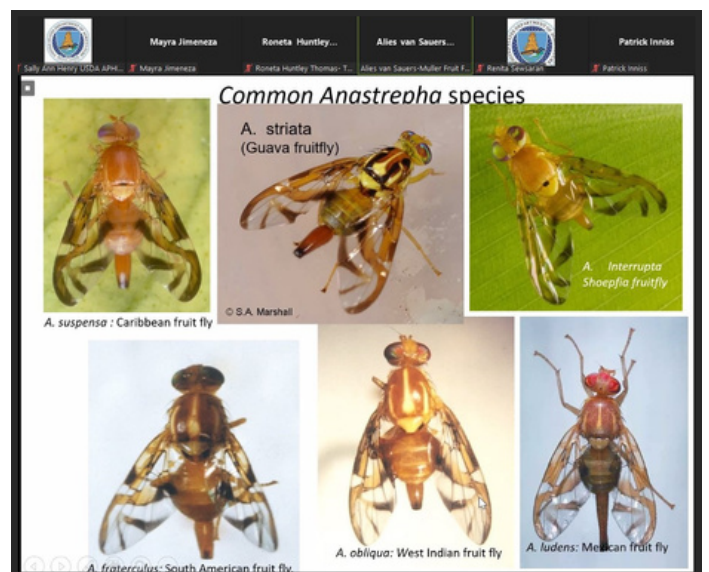 Mayra Jimeneza
Roneta Huntley...
Alies van Sauers...
Patrick Inniss
Sally Ann Henry USDA APHI...
Mayra Jimeneza
Roneta Huntley Thomas- T...
Alies van Sauers-Muller Fruit F...
Renita Sewsaran
Patrick Inniss
Common Anastrepha species
A. striata
(Guava fruitfly)
A. Interrupta
Shoepfia fruitfly
© S.A. Marshall
A. suspensa : Caribbean fruit fly
A. obliqua: West Indian fruit fly
A. ludens: Mexican fruit fly
A. fraterculus: South American fruit fly.